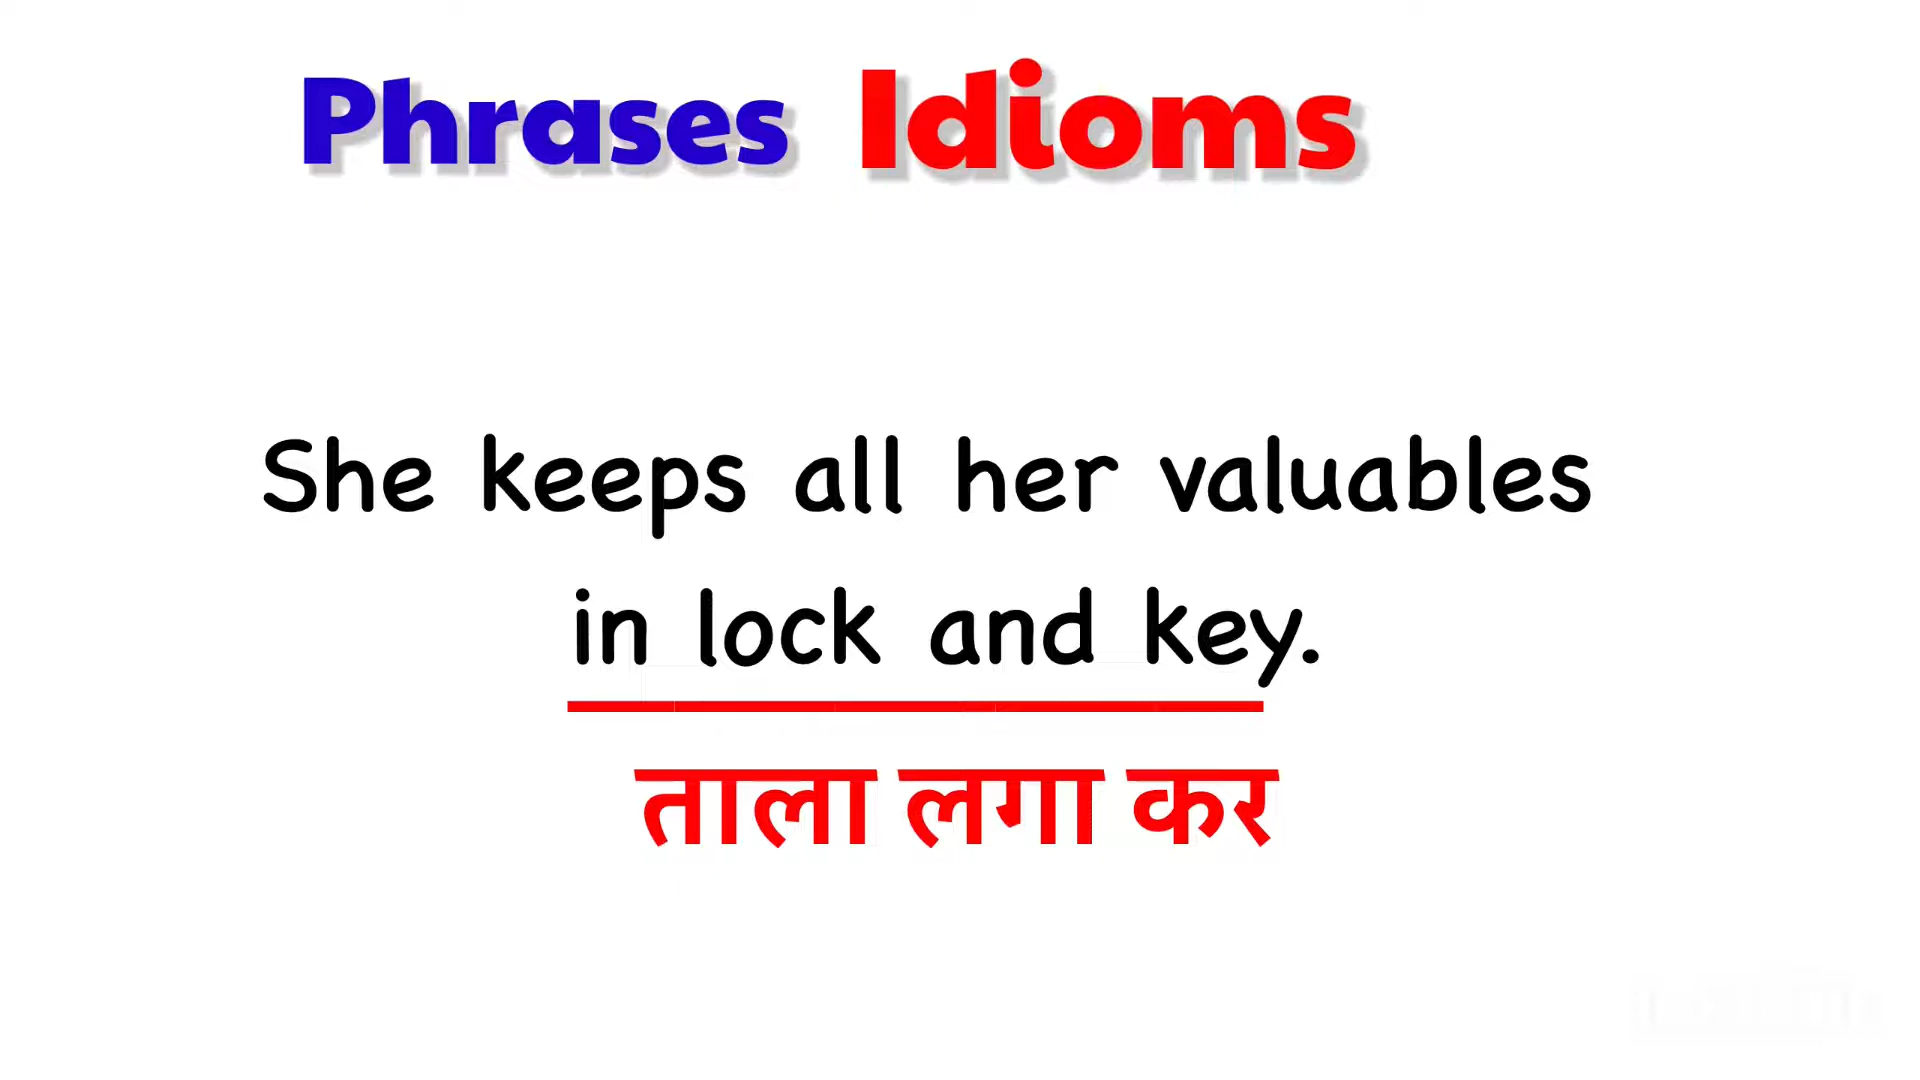 Phrases Idioms
She keeps all her valuables
in lock and key.
ताला लगा कर